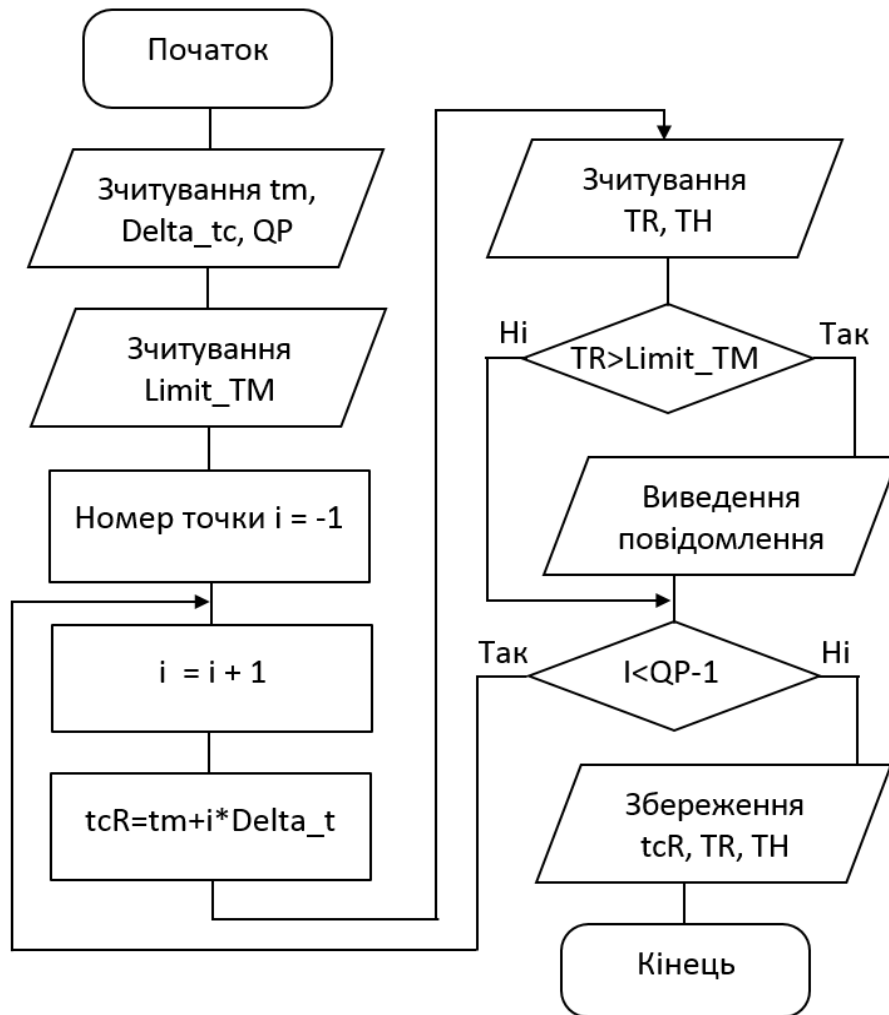 Початок
Зчитування tm,
Delta_tc, QP
Зчитування
Limit_TM
Номер точки i = -1
i = i + 1
tcR=tm+i*Delta_t
Зчитування
TR, TH
Ні
TR>Limit_TM
Так
Виведення
повідомлення
Так
I<QP-1
Ні
Збереження
tcR, TR, TH
Кінець